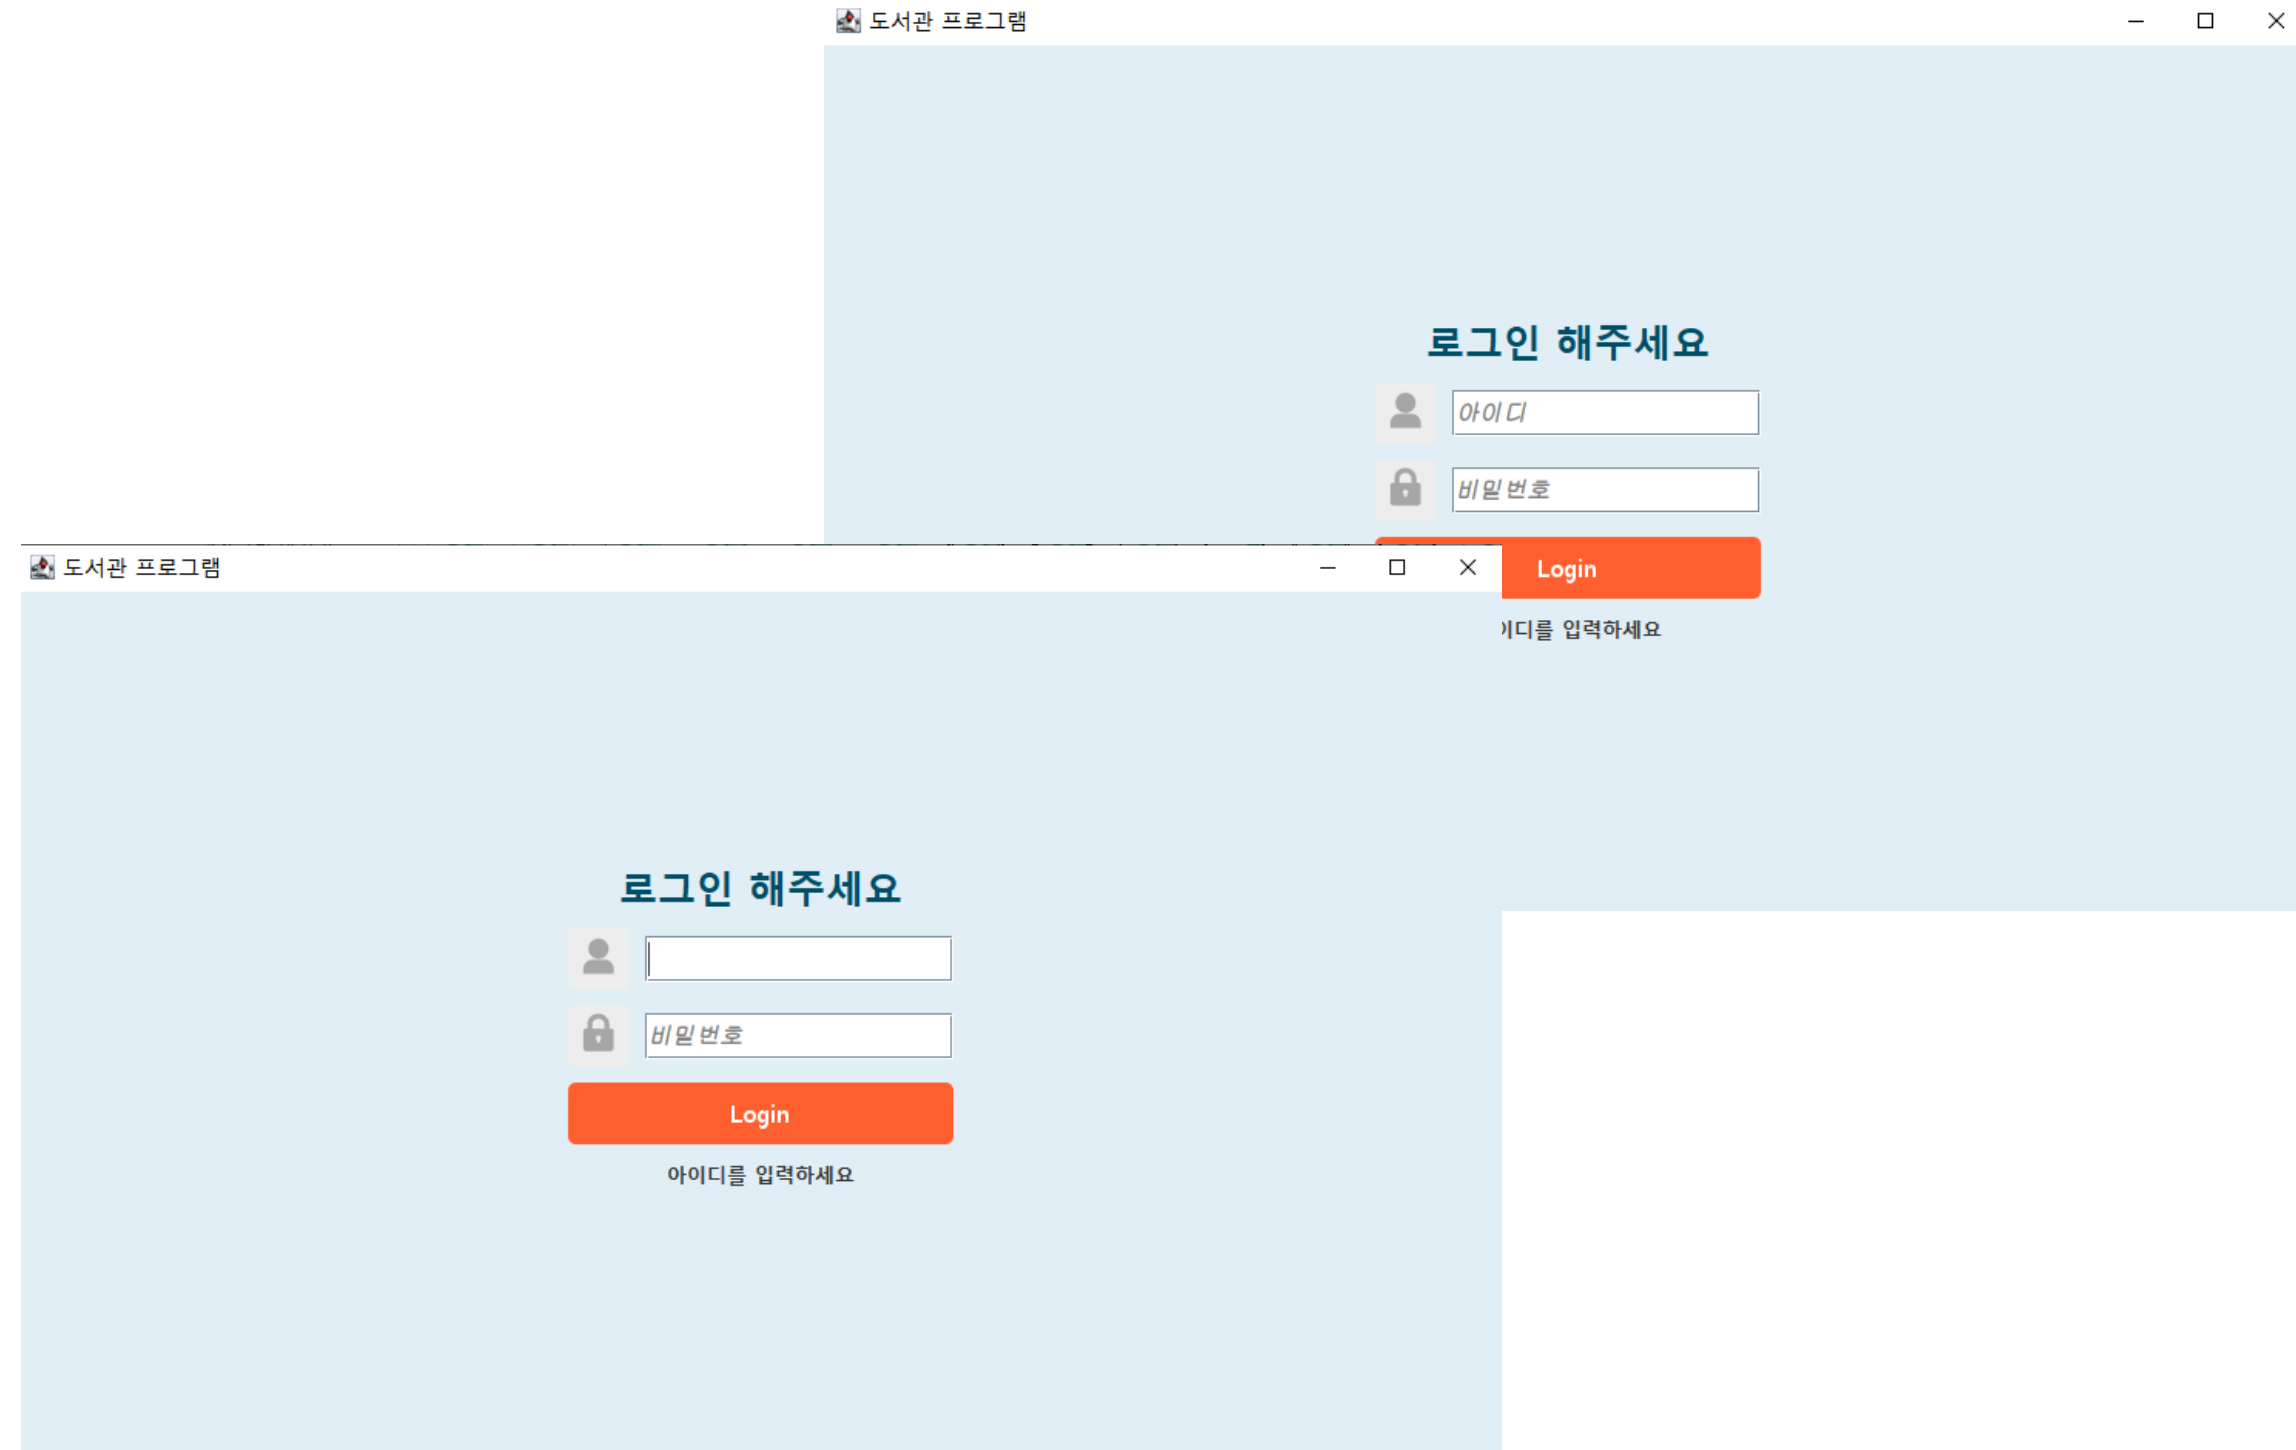 도서관 프로그램
로그인 해주세요
아이디
비밀번호
Login
이디를 입력하세요
도서관 프로그램
로그인 해주세요
비밀번호
Login
아이디를 입력하세요